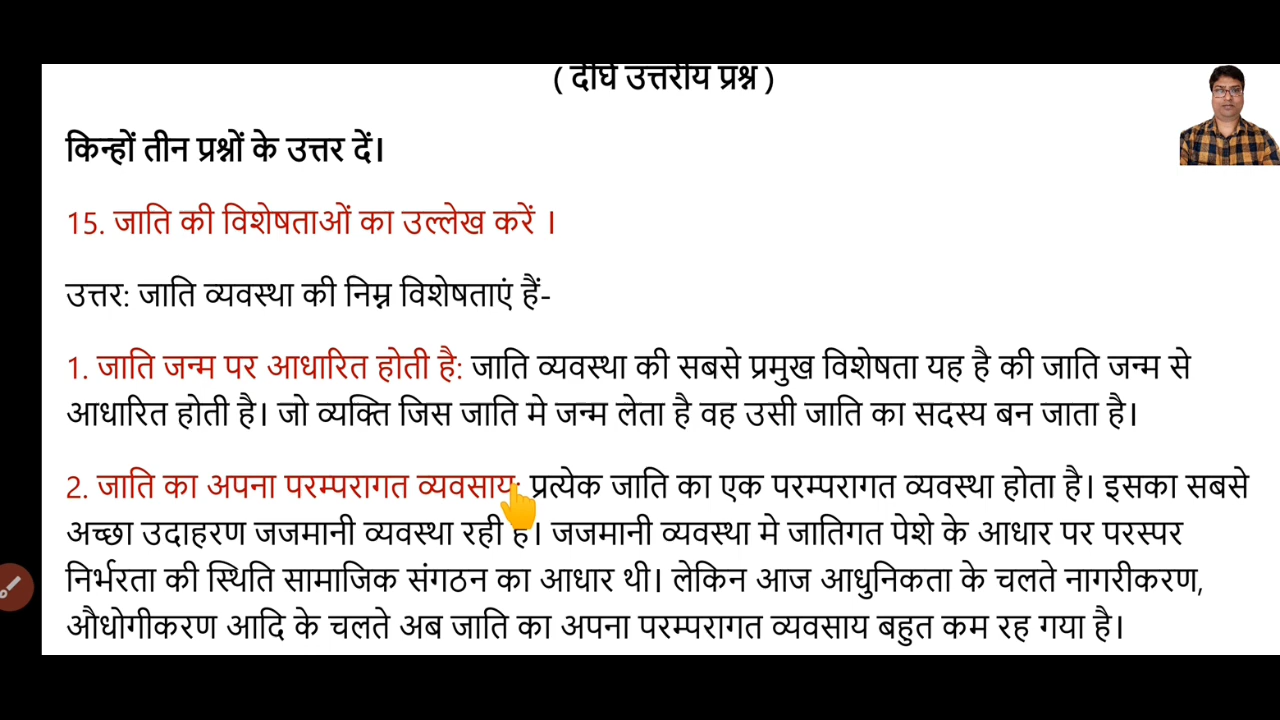 ( दीर्घ उत्तरीय प्रश्न )
किन्हों तीन प्रश्नों के उत्तर दें।
15. जाति की विशेषताओं का उल्लेख करें ।
उत्तर: जाति व्यवस्था की निम्न विशेषताएं हैं-
1. जाति जन्म पर आधारित होती है: जाति व्यवस्था की सबसे प्रमुख विशेषता यह है की जाति जन्म से
आधारित होती है। जो व्यक्ति जिस जाति मे जन्म लेता है वह उसी जाति का सदस्य बन जाता है।
2. जाति का अपना परम्परागत व्यवसाय: प्रत्येक जाति का एक परम्परागत व्यवस्था होता है। इसका सबसे
अच्छा उदाहरण जजमानी व्यवस्था रही है। जजमानी व्यवस्था मे जातिगत पेशे के आधार पर परस्पर
निर्भरता की स्थिति सामाजिक संगठन का आधार थी। लेकिन आज आधुनिकता के चलते नागरीकरण,
औधोगीकरण आदि के चलते अब जाति का अपना परम्परागत व्यवसाय बहुत कम रह गया है।